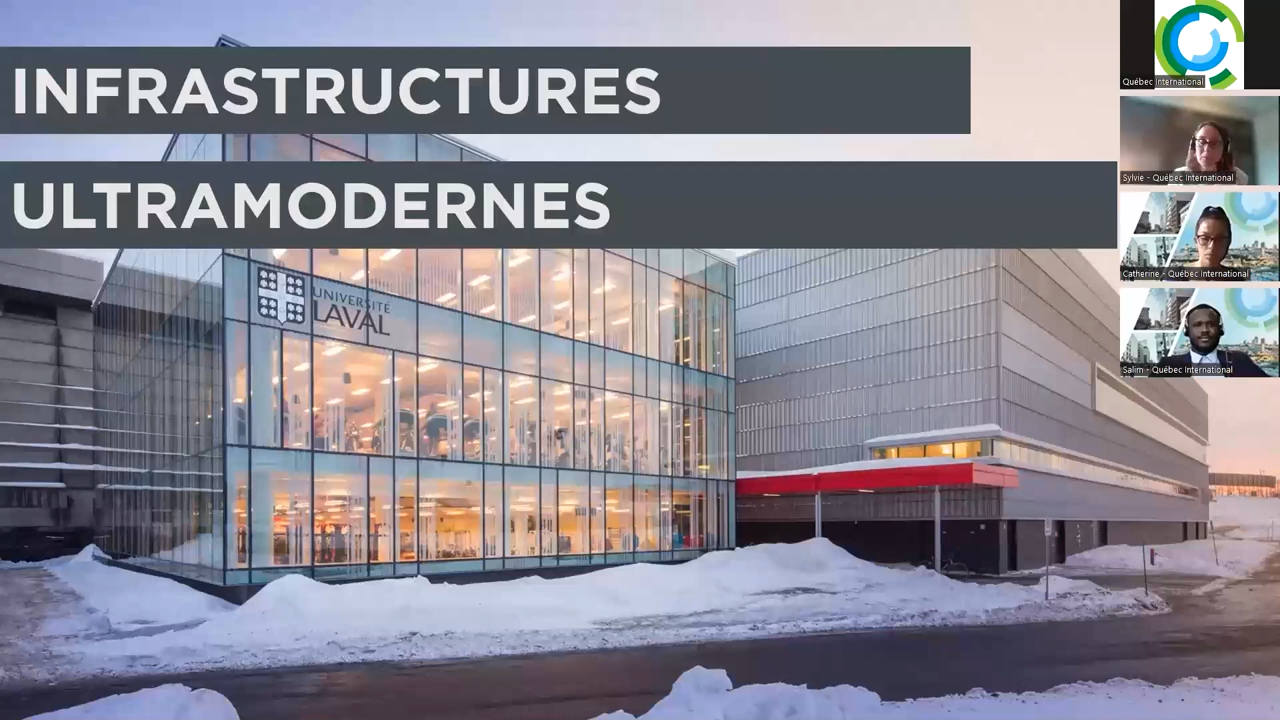 INFRASTRUCTURES
ULTRAMODERNES
UNIVERSITÉ
LAVAL
Québec International
Sylvie - Québec International
Catherine - Québec International
Salim - Québec International